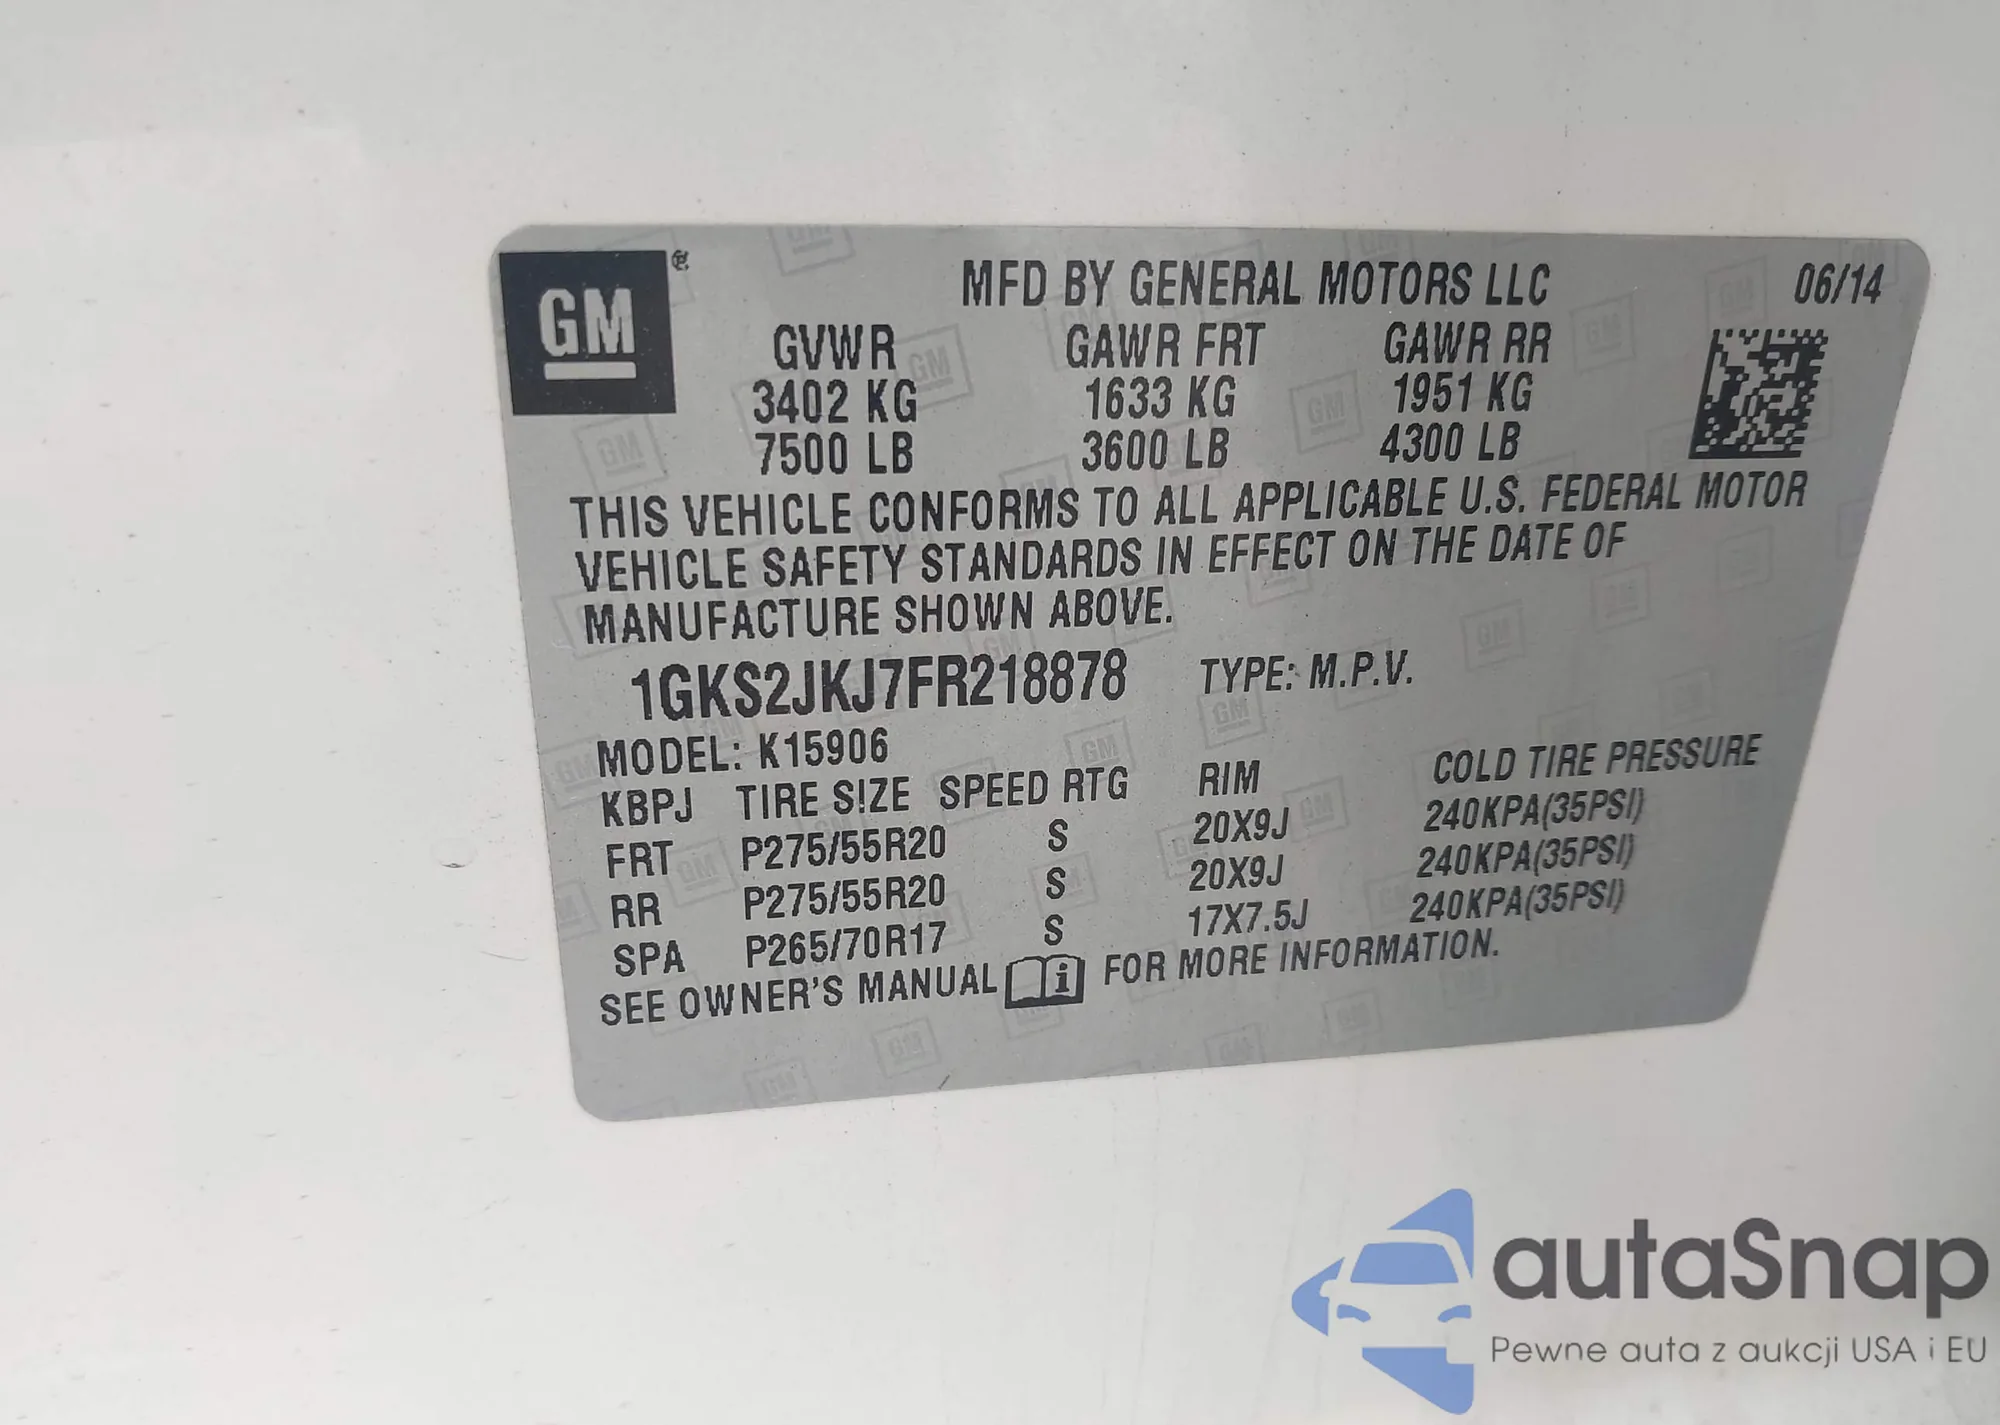 GM
MFD BY GENERAL MOTORS LLC 06/14
GVWR GAWR FRT GAWR RR
3402 KG 1633 KG 1951 KG
7500 LB 3600 LB 4300 LB
THIS VEHICLE CONFORMS TO ALL APPLICABLE U.S. FEDERAL MOTOR
VEHICLE SAFETY STANDARDS IN EFFECT ON THE DATE OF
MANUFACTURE SHOWN ABOVE.
1GKS2JKJ7FR218878 TYPE: M.P.V.
MODEL: K15906
KBPJ TIRE SIZE SPEED RTG RIM COLD TIRE PRESSURE
FRT P275/55R20 S 20X9J 240KPA(35PSI)
RR P275/55R20 S 20X9J 240KPA(35PSI)
SPA P265/70R17 S 17X7.5J 240KPA(35PSI)
SEE OWNER'S MANUAL i FOR MORE INFORMATION.
autaSnap
Pewne auta z aukcji USA i EU